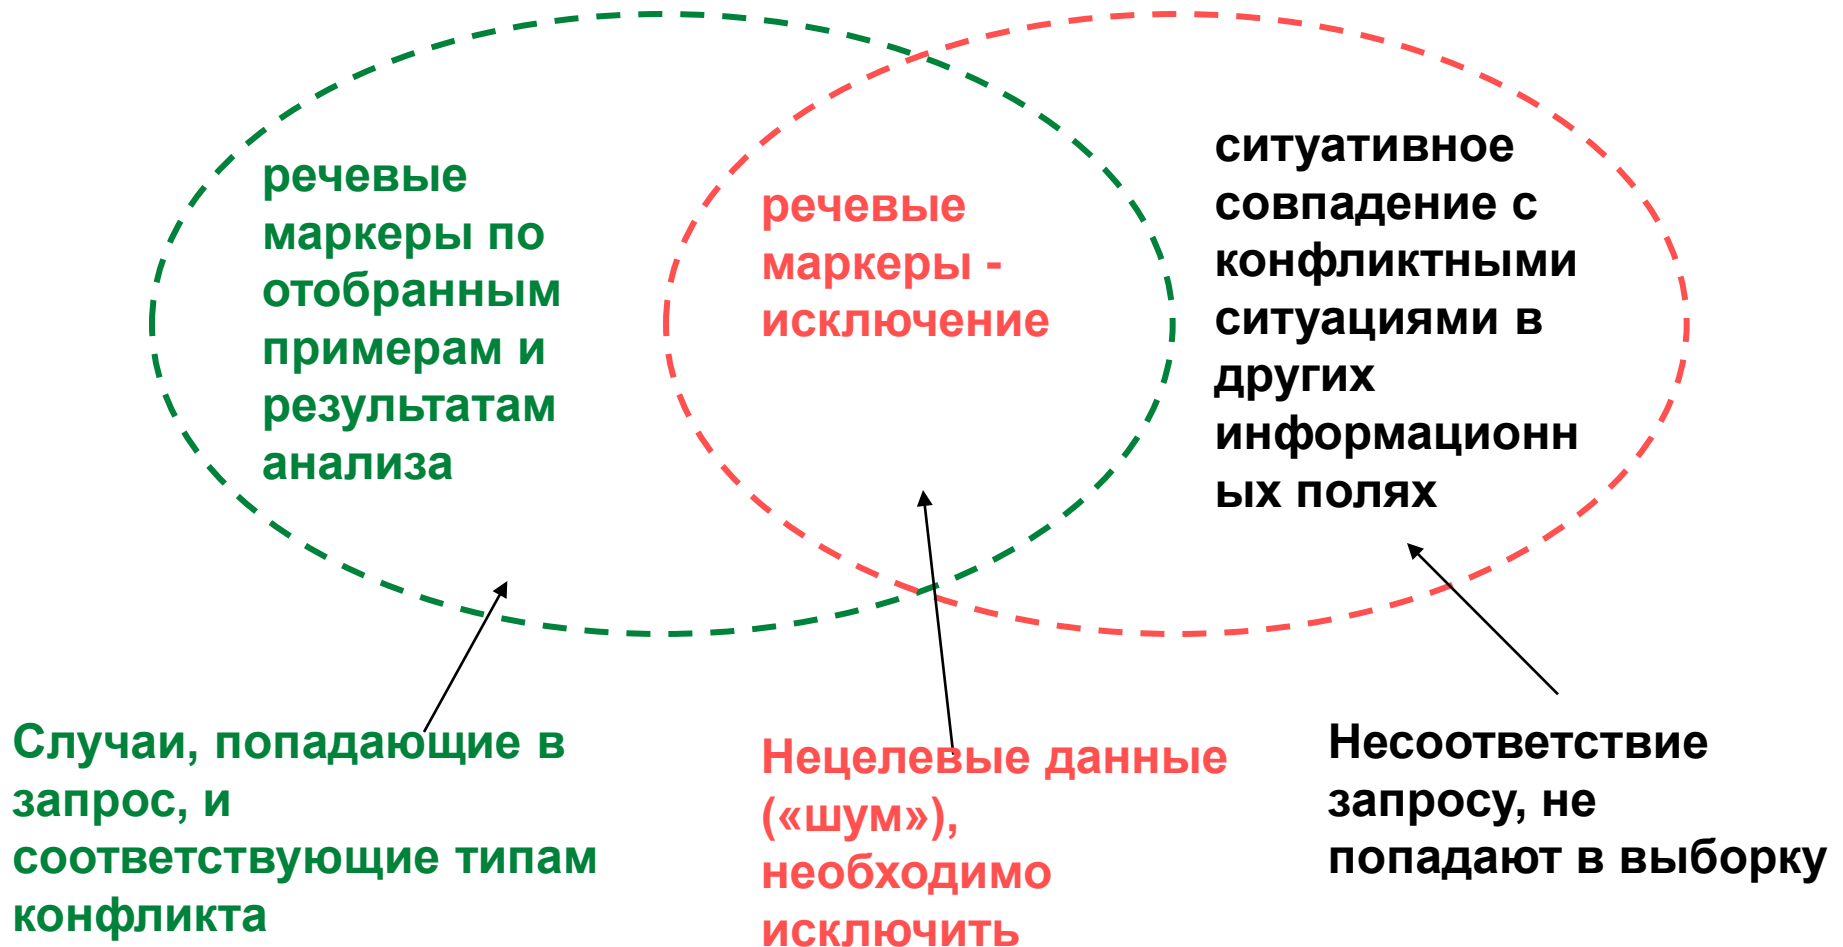 речевые
маркеры по
отобранным
примерам и
результатам
анализа
речевые
маркеры -
исключение
ситуативное
совпадение с
конфликтными
ситуациями в
других
информационн
ых полях
Случаи, попадающие в
запрос, и
соответствующие типам
конфликта
Нецелевые данные
(«шум»),
необходимо
исключить
Несоответствие
запросу, не
попадают в выборку